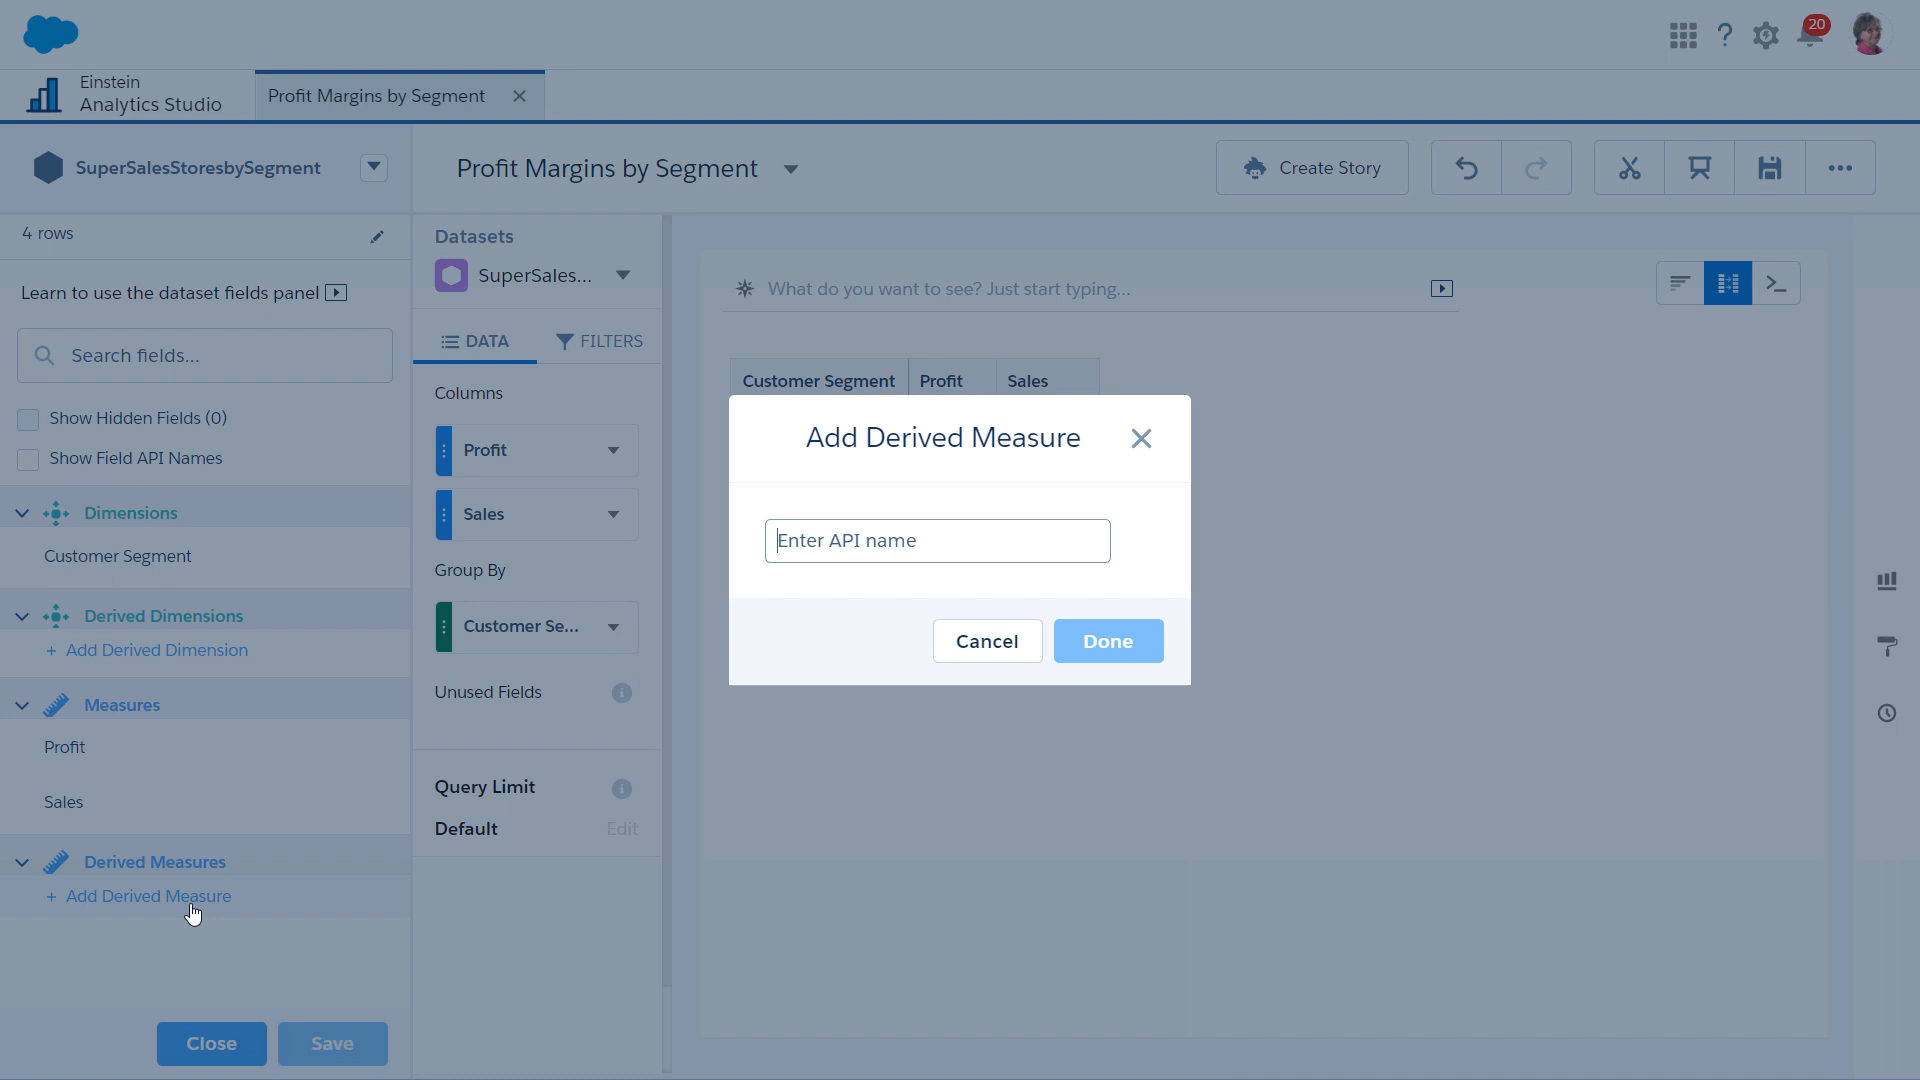 20
Einstein
Analytics Studio
Profit Margins by Segment
SuperSalesStoresbySegment
Profit Margins by Segment
Create Story
4 rows
Learn to use the dataset fields panel
Search fields...
Show Hidden Fields (0)
Show Field API Names
Dimensions
Customer Segment
Derived Dimensions
+ Add Derived Dimension
Measures
Profit
Sales
Derived Measures
+ Add Derived Measure
Close
Save
Datasets
SuperSales...
DATA
FILTERS
Columns
Profit
Sales
Group By
Customer Se...
Unused Fields
Query Limit
Default
Edit
What do you want to see? Just start typing...
Customer Segment
Profit
Sales
Add Derived Measure
Enter API name
Cancel
Done